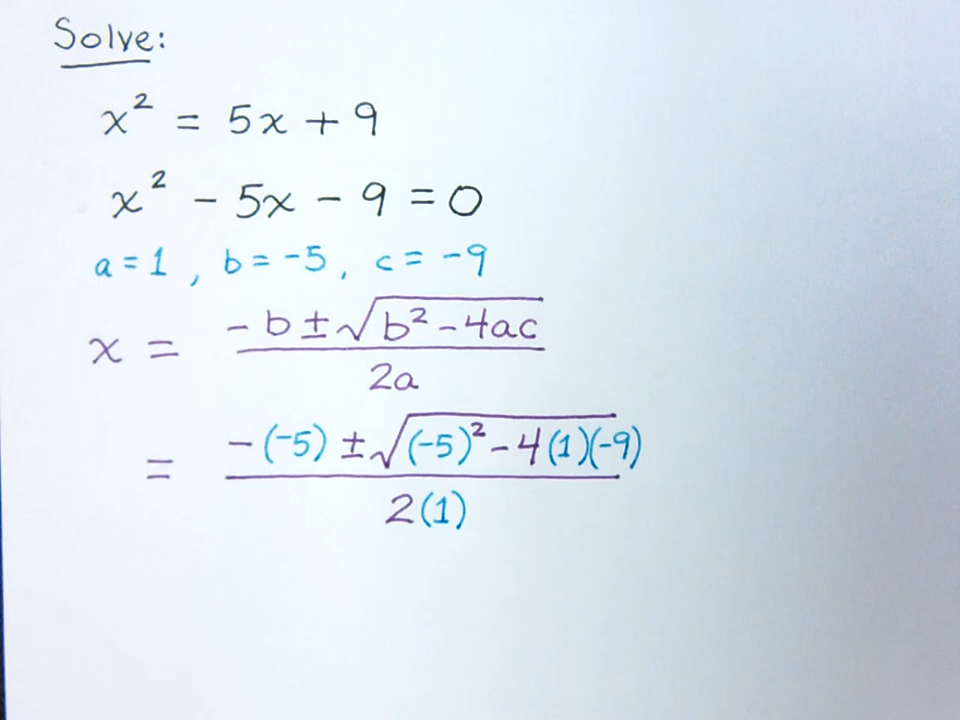 Solve:
x² = 5x + 9
x² - 5x - 9 = 0
a = 1 , b = -5 , c = -9
x = (-b ± √(b² - 4ac)) / 2a
= (-(-5) ± √((-5)² - 4(1)(-9))) / 2(1)